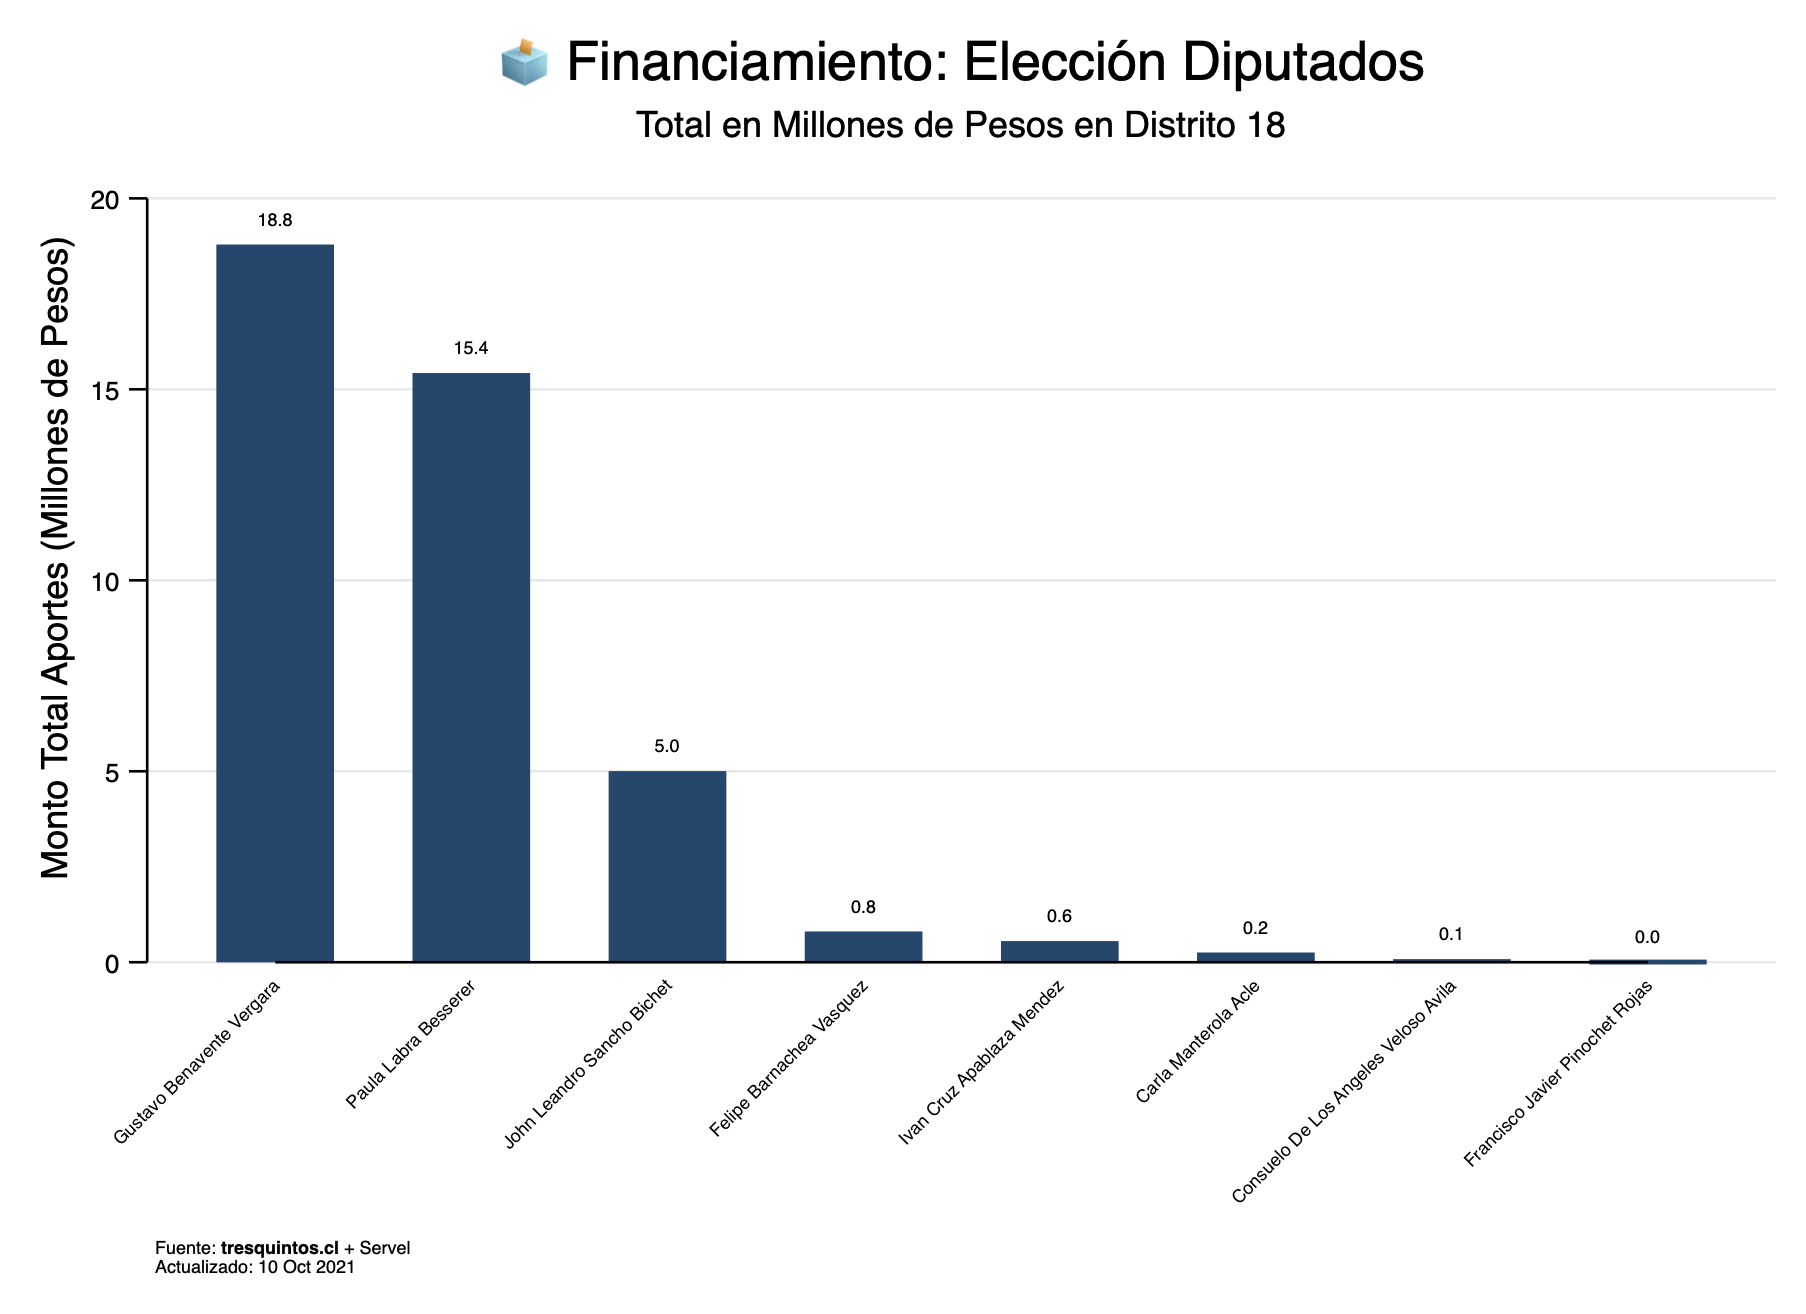 Financiamiento: Elección Diputados
Total en Millones de Pesos en Distrito 18
Monto Total Aportes (Millones de Pesos)
20
15
10
5
0
18.8
15.4
5.0
0.8
0.6
0.2
0.1
0.0
Gustavo Benavente Vergara
Paula Labra Besserer
John Leandro Sancho Bichet
Felipe Barnachea Vasquez
Ivan Cruz Apablaza Mendez
Carla Manterola Acle
Consuelo De Los Angeles Veloso Avila
Francisco Javier Pinochet Rojas
Fuente: tresquintos.cl + Servel
Actualizado: 10 Oct 2021